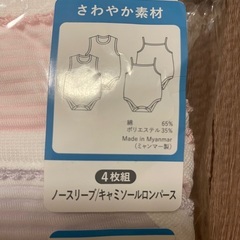 さわやか素材
綿 65%
ポリエステル 35%
Made in Myanmar
(ミャンマー製)
4枚組
ノースリーブ/キャミソールロンパース